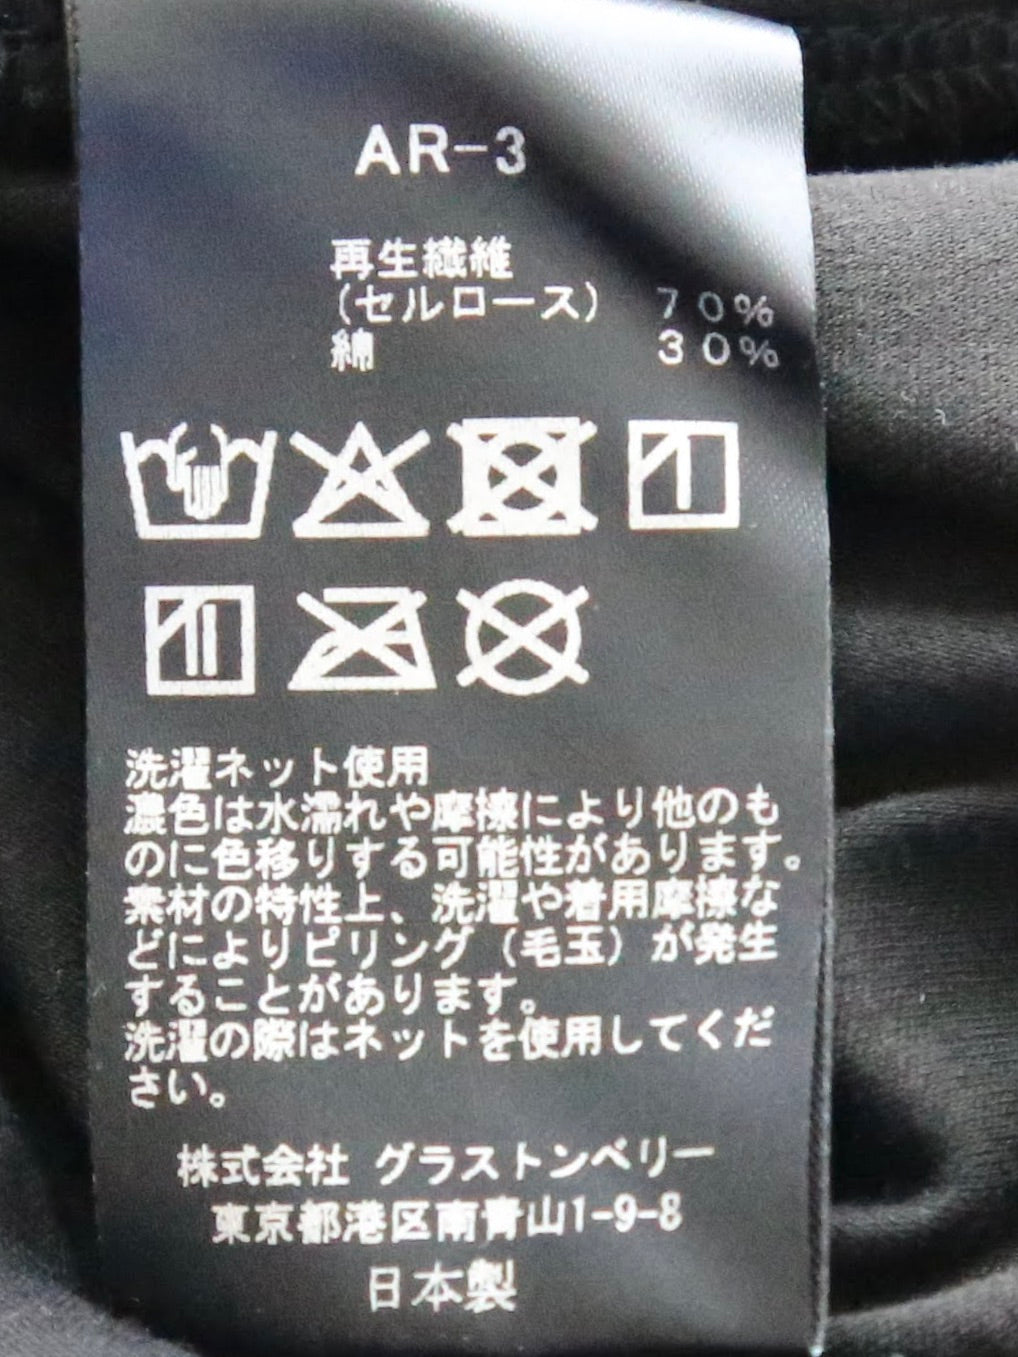 AR-3
再生繊維
(セルロース) 70%
綿 30%
洗濯ネット使用
濃色は水濡れや摩擦により他のも
のに色移りする可能性があります。
素材の特性上、洗濯や着用摩擦な
どによりピリング(毛玉)が発生
することがあります。
洗濯の際はネットを使用してくだ
さい。
株式会社 グラストンベリー
東京都港区南青山1-9-8
日本製